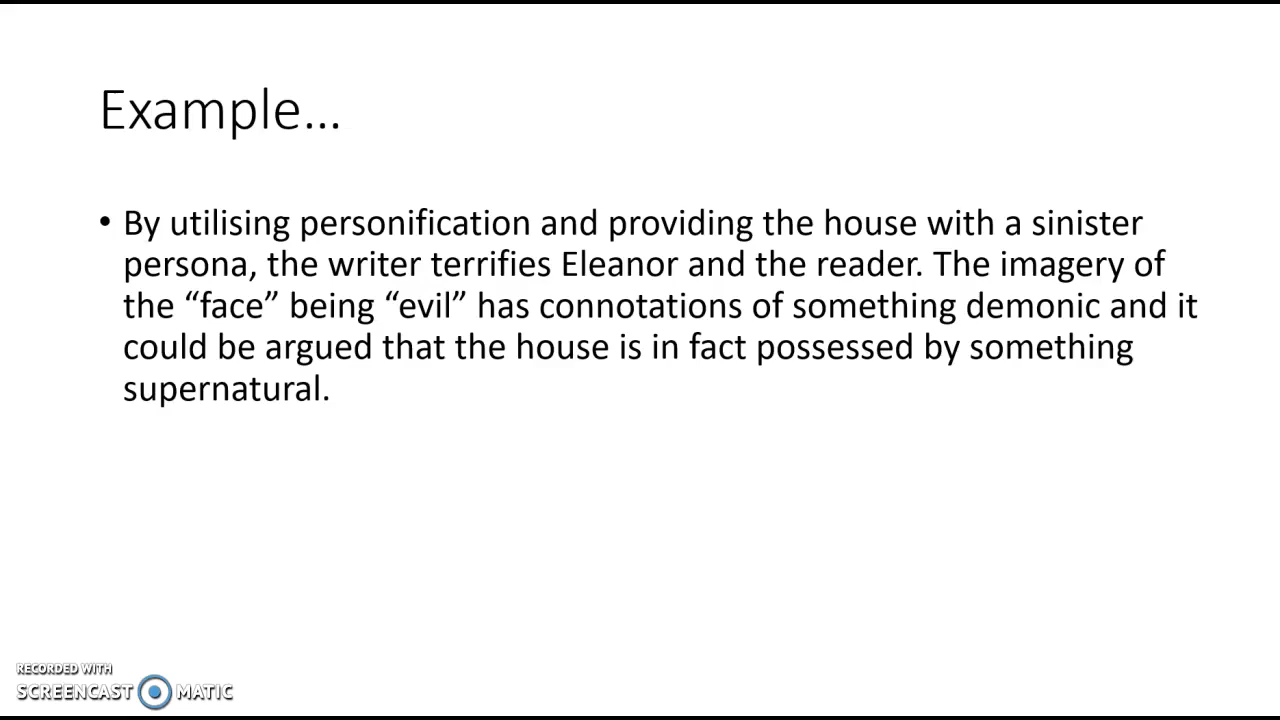 Example…
• By utilising personification and providing the house with a sinister
persona, the writer terrifies Eleanor and the reader. The imagery of
the “face” being “evil” has connotations of something demonic and it
could be argued that the house is in fact possessed by something
supernatural.
RECORDED WITH
SCREENCAST MATIC